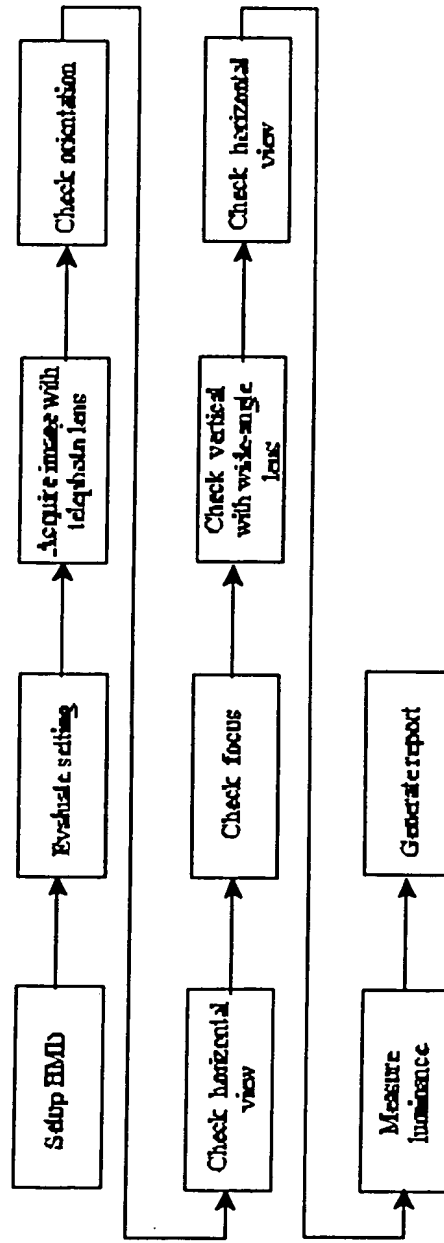 Setup HMD
Evaluate setting
Acquire image with
telephoto lens
Check orientation
Check horizontal
view
Check focus
Check vertical
with wide-angle
lens
Check horizontal
view
Measure
luminance
Generate report